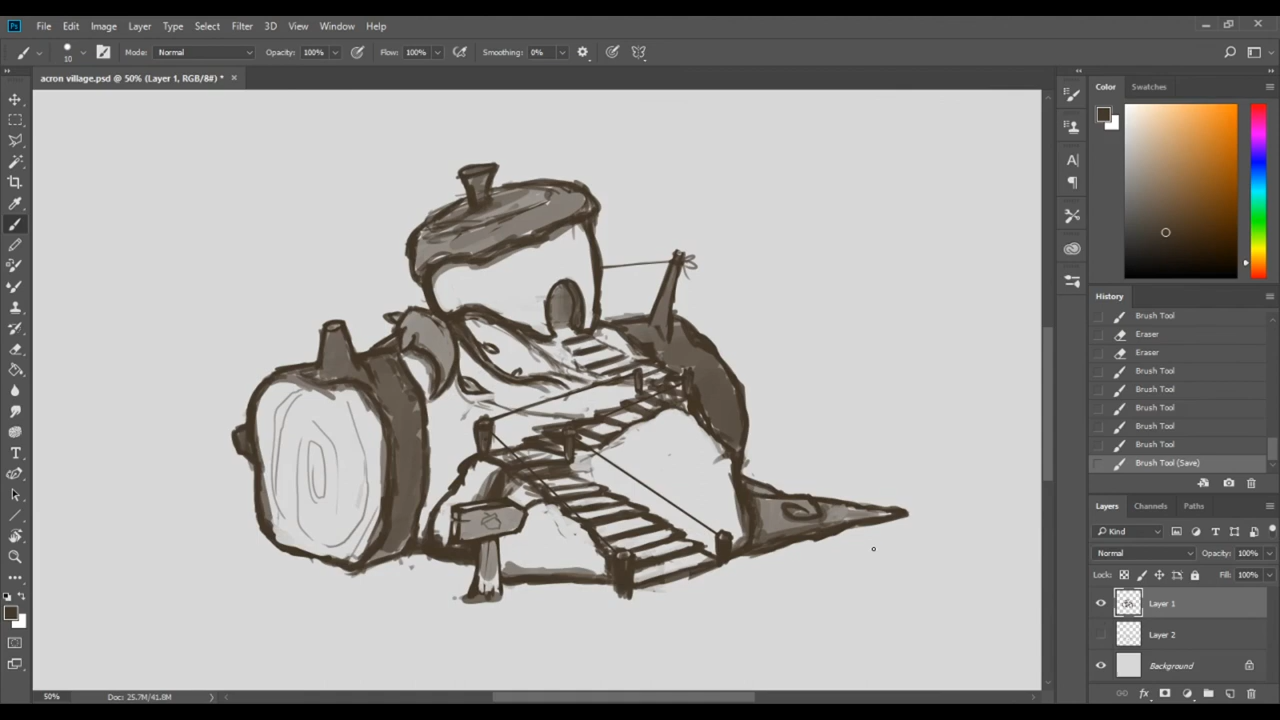 Ps File Edit Image Layer Type Select Filter 3D View Window Help
10 Mode: Normal Opacity: 100% Flow: 100% Smoothing: 0%
acron village.psd @ 50% (Layer 1, RGB/8#) *
Color Swatches
History
Brush Tool
Eraser
Eraser
Brush Tool
Brush Tool
Brush Tool
Brush Tool
Brush Tool
Brush Tool (Save)
Layers Channels Paths
Kind
Normal Opacity: 100%
Lock: Fill: 100%
Layer 1
Layer 2
Background
50% Doc: 25.7M/41.8M